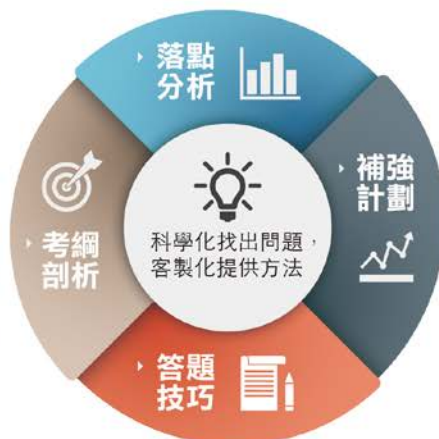 落點
分析
補強
計劃
科學化找出問題，
客製化提供方法
考綱
剖析
答題
技巧